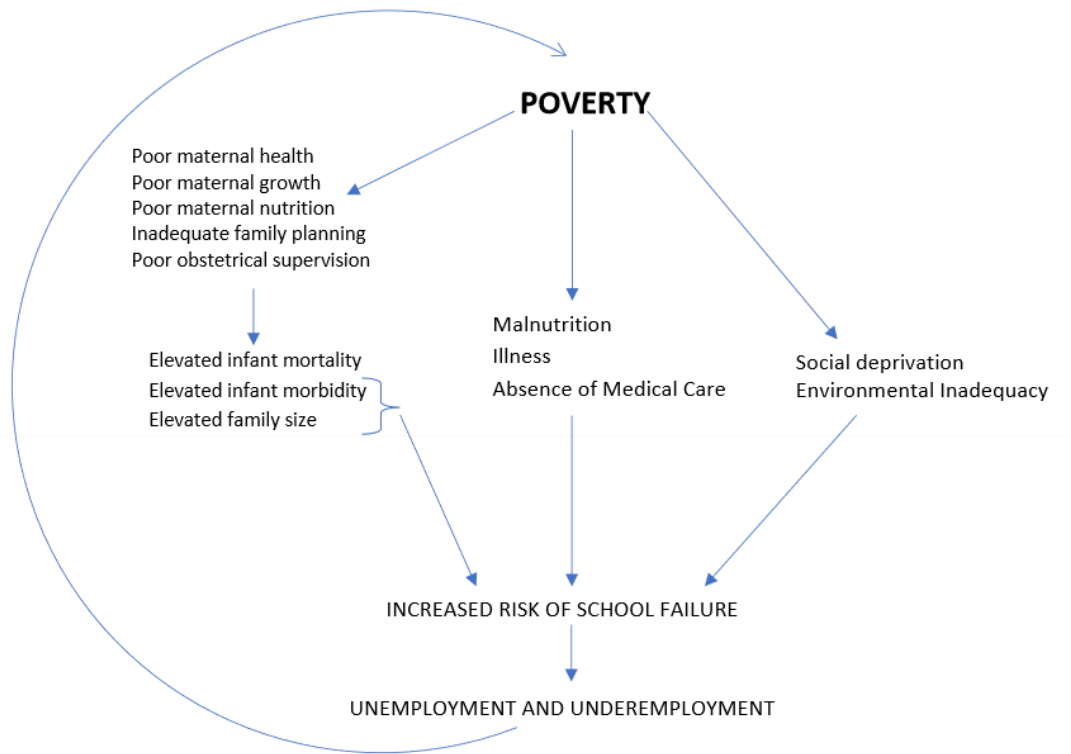 POVERTY
Poor maternal health
Poor maternal growth
Poor maternal nutrition
Inadequate family planning
Poor obstetrical supervision
Elevated infant mortality
Elevated infant morbidity
Elevated family size
Malnutrition
Illness
Absence of Medical Care
Social deprivation
Environmental Inadequacy
INCREASED RISK OF SCHOOL FAILURE
UNEMPLOYMENT AND UNDEREMPLOYMENT